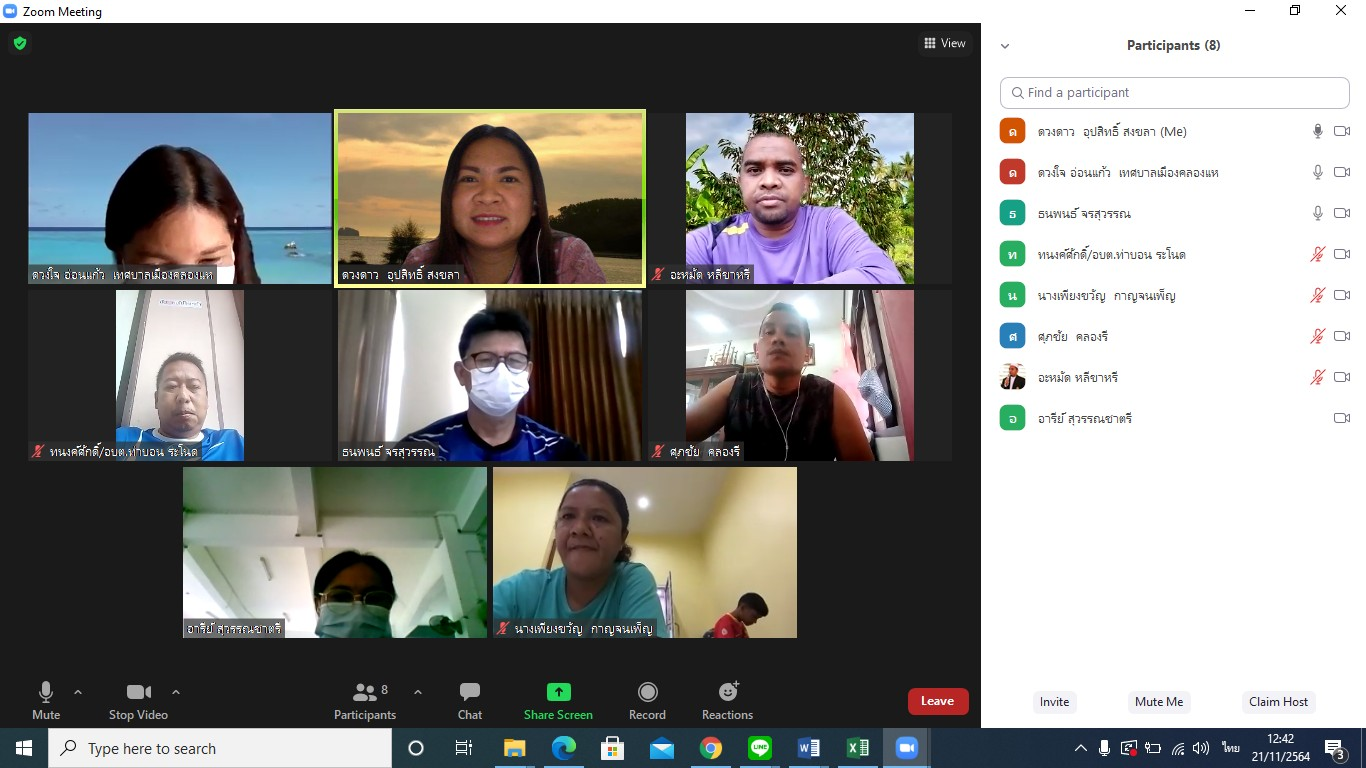 Zoom Meeting
View
ดวงใจ อ่อนแก้ว เทศบาลเมืองคลองแห
ดวงดาว อุปสิทธิ์ สงขลา
อะหมัด หลีขาหรี
ทนงค์ศักดิ์/อบต.ท่าบอน ระโนด
ธนพนธ์ จรสุวรรณ
ศุภชัย คลองรี
อารีย์ สุวรรณชาตรี
นางเพียงขวัญ กาญจนเพ็ญ
Mute
Stop Video
8
Participants
Chat
Share Screen
Record
Reactions
Leave
Participants (8)
Find a participant
ด ดวงดาว อุปสิทธิ์ สงขลา (Me)
ด ดวงใจ อ่อนแก้ว เทศบาลเมืองคลองแห
ธ ธนพนธ์ จรสุวรรณ
ท ทนงค์ศักดิ์/อบต.ท่าบอน ระโนด
น นางเพียงขวัญ กาญจนเพ็ญ
ศ ศุภชัย คลองรี
อะหมัด หลีขาหรี
อ อารีย์ สุวรรณชาตรี
Invite
Mute Me
Claim Host
Type here to search
LINE
ไทย
12:42
21/11/2564
3